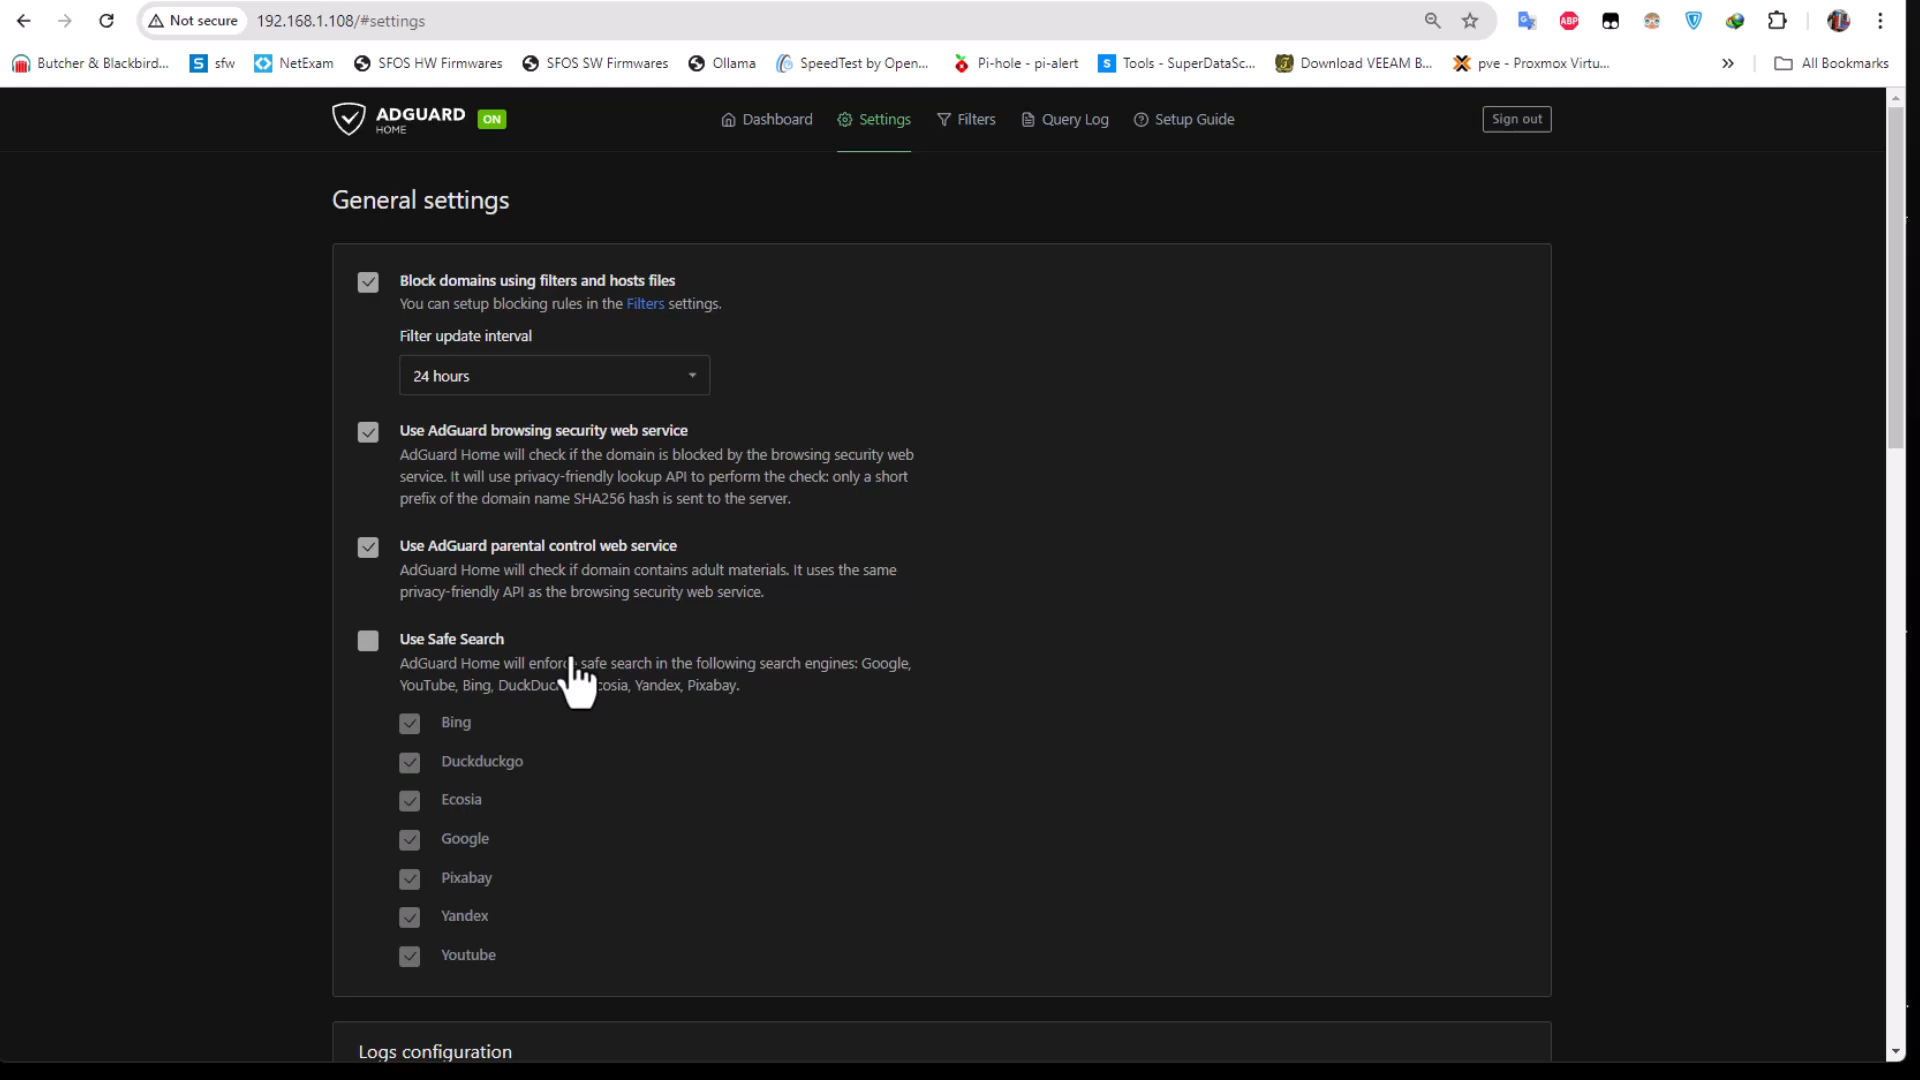 Not secure 192.168.1.108/#settings
ABP
Butcher & Blackbird... sfw NetExam SFOS HW Firmwares SFOS SW Firmwares Ollama SpeedTest by Open... Pi-hole - pi-alert Tools - SuperDataSc... Download VEEAM B... pve - Proxmox Virtu... » All Bookmarks
ADGUARD HOME ON Dashboard Settings Filters Query Log Setup Guide Sign out
General settings
Block domains using filters and hosts files
You can setup blocking rules in the Filters settings.
Filter update interval
24 hours
Use AdGuard browsing security web service
AdGuard Home will check if the domain is blocked by the browsing security web
service. It will use privacy-friendly lookup API to perform the check: only a short
prefix of the domain name SHA256 hash is sent to the server.
Use AdGuard parental control web service
AdGuard Home will check if domain contains adult materials. It uses the same
privacy-friendly API as the browsing security web service.
Use Safe Search
AdGuard Home will enforce safe search in the following search engines: Google,
YouTube, Bing, Yandex, Pixabay.
Bing
Duckduckgo
Ecosia
Google
Pixabay
Yandex
Youtube
Logs configuration